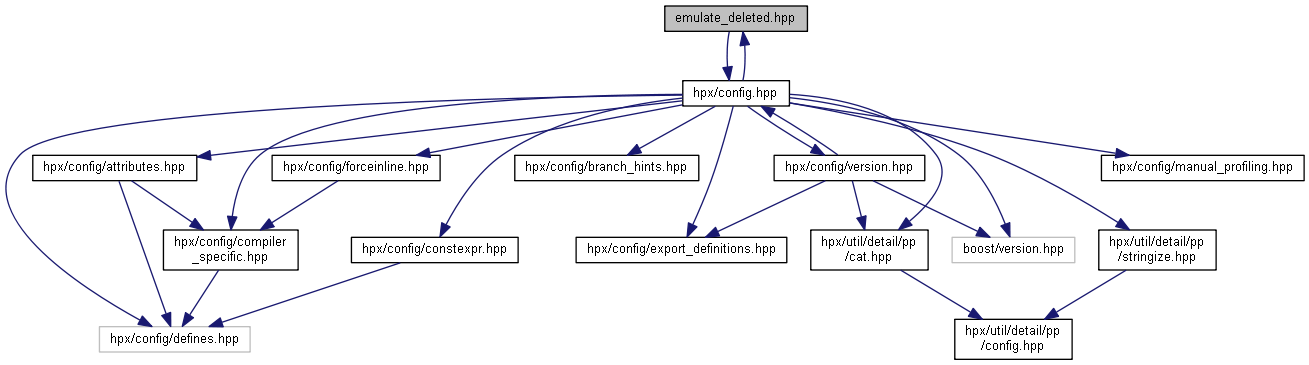 emulate_deleted.hpp
hpx/config.hpp
hpx/config/attributes.hpp
hpx/config/forceinline.hpp
hpx/config/branch_hints.hpp
hpx/config/version.hpp
hpx/config/manual_profiling.hpp
hpx/config/compiler
_specific.hpp
hpx/config/constexpr.hpp
hpx/config/export_definitions.hpp
hpx/util/detail/pp
/cat.hpp
boost/version.hpp
hpx/util/detail/pp
/stringize.hpp
hpx/config/defines.hpp
hpx/util/detail/pp
/config.hpp